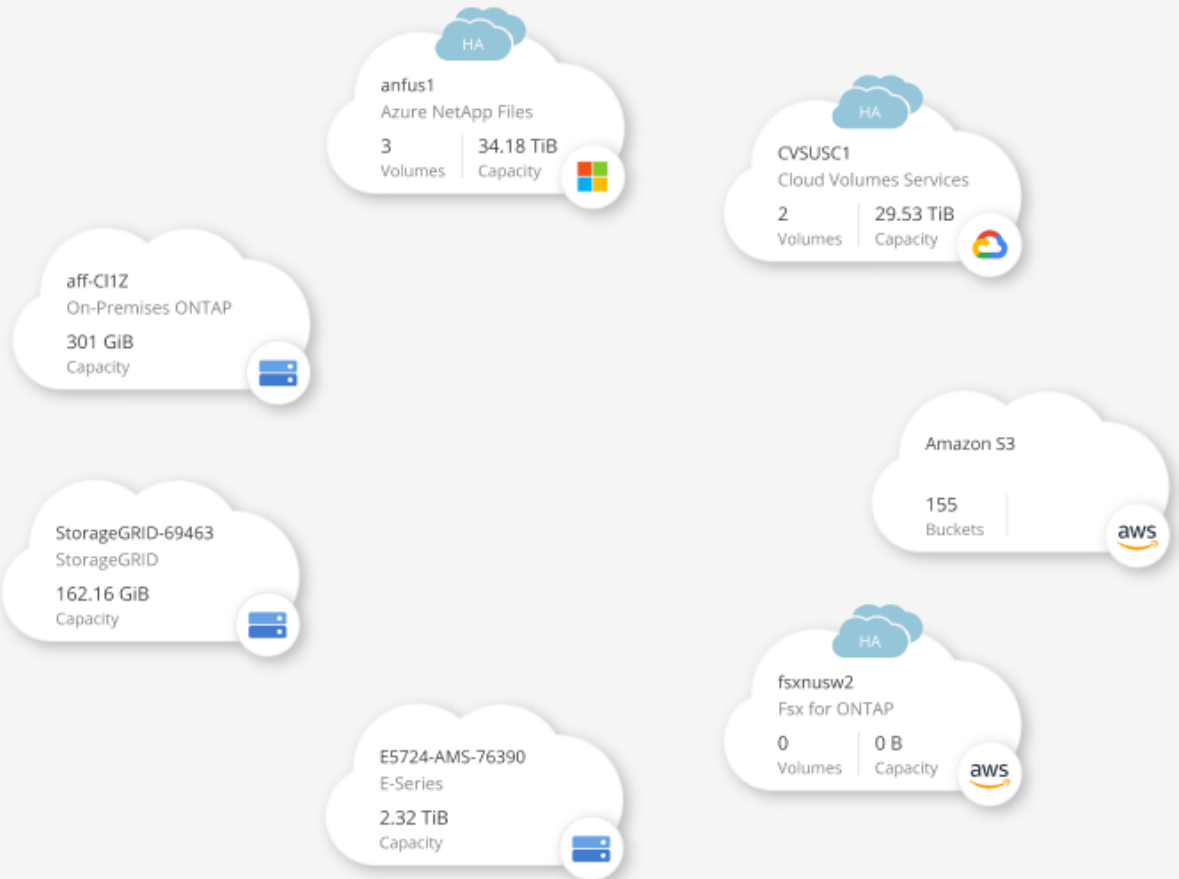 HA
anfus1
Azure NetApp Files
3 34.18 TiB
Volumes Capacity
HA
CVSUSC1
Cloud Volumes Services
2 29.53 TiB
Volumes Capacity
aff-CI1Z
On-Premises ONTAP
301 GiB
Capacity
Amazon S3
155
Buckets
aws
StorageGRID-69463
StorageGRID
162.16 GiB
Capacity
HA
fsxnusw2
Fsx for ONTAP
0 0 B
Volumes Capacity
aws
E5724-AMS-76390
E-Series
2.32 TiB
Capacity